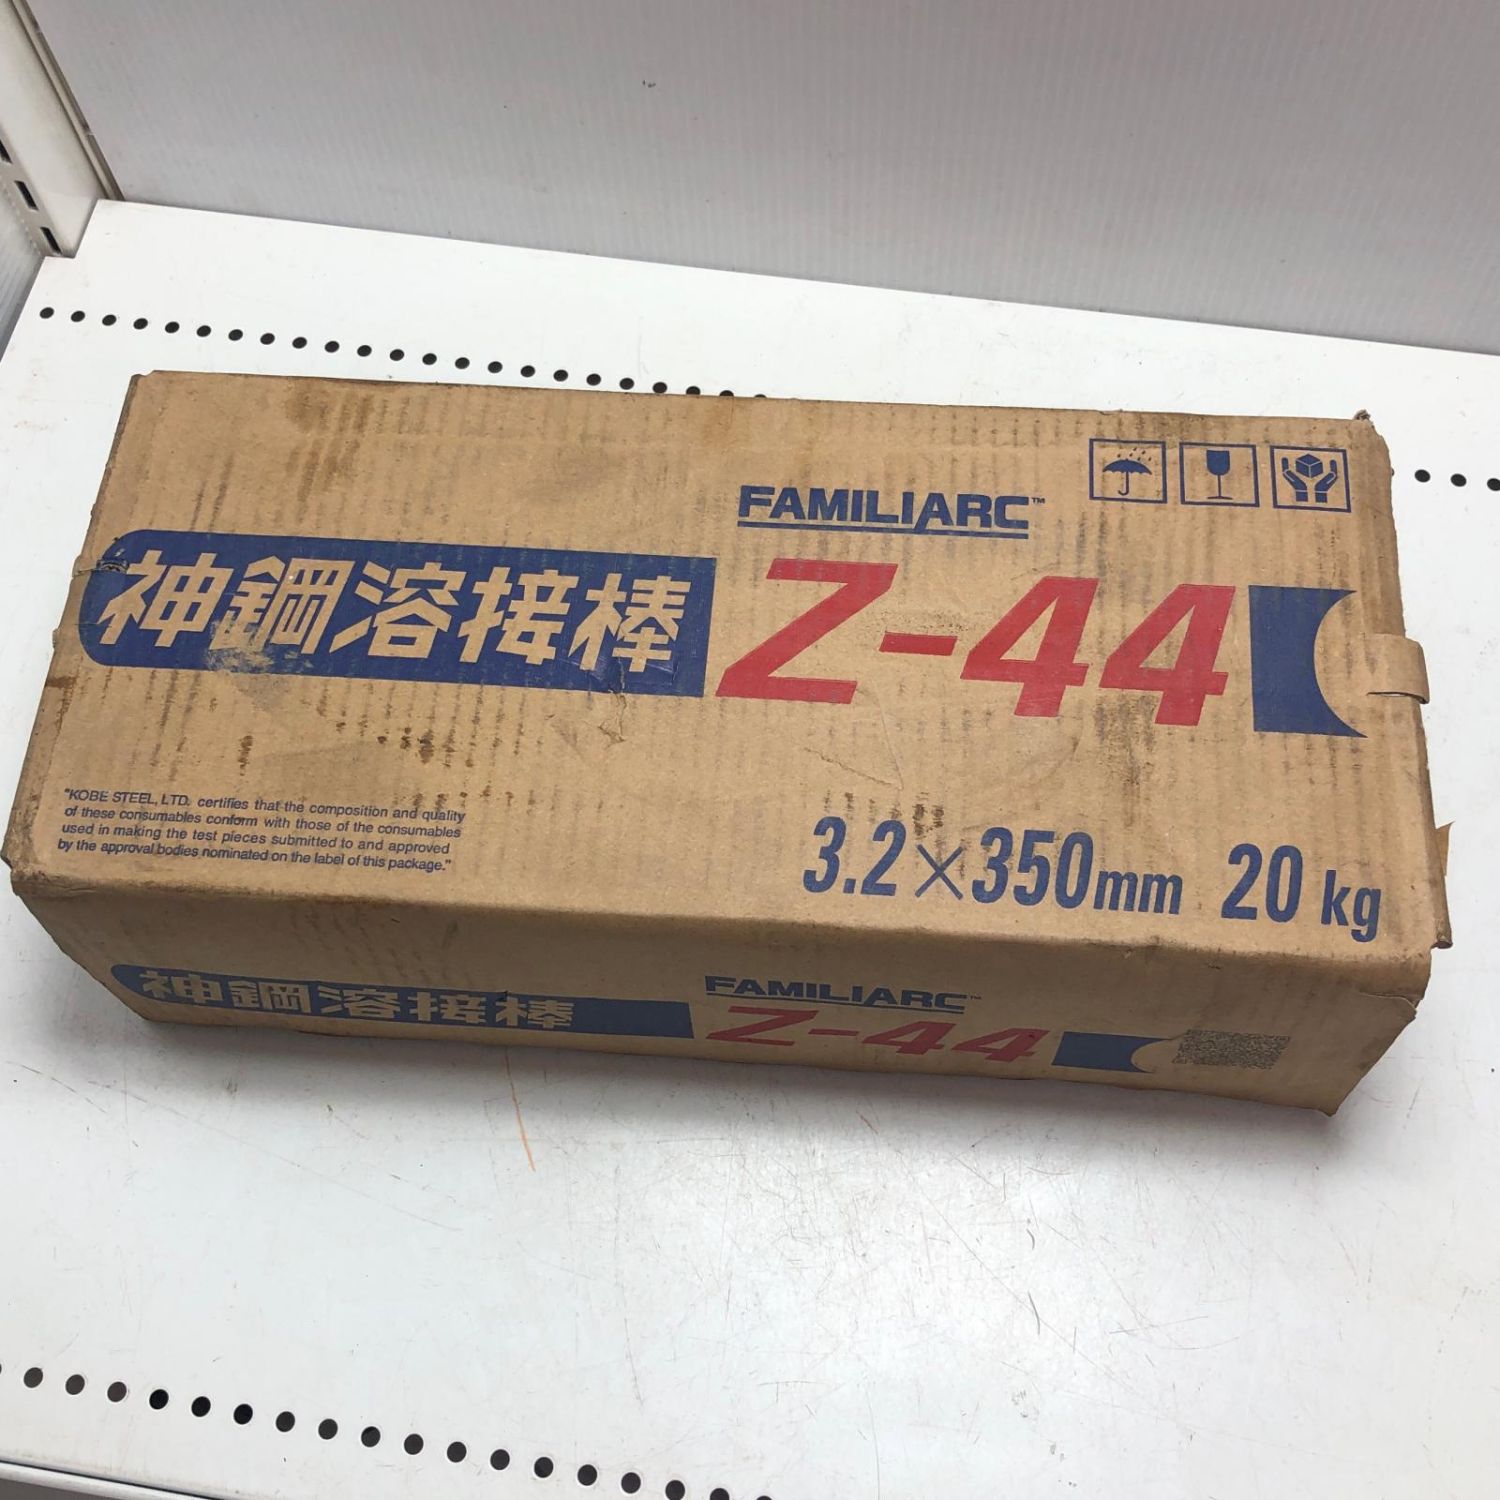 FAMILIARC™
神鋼溶接棒 Z-44
"KOBE STEEL, LTD. certifies that the composition and quality
of these consumables conform with those of the consumables
used in making the test pieces submitted to and approved
by the approval bodies nominated on the label of this package."
3.2×350mm 20 kg
FAMILIARC™
神鋼溶接棒 Z-44